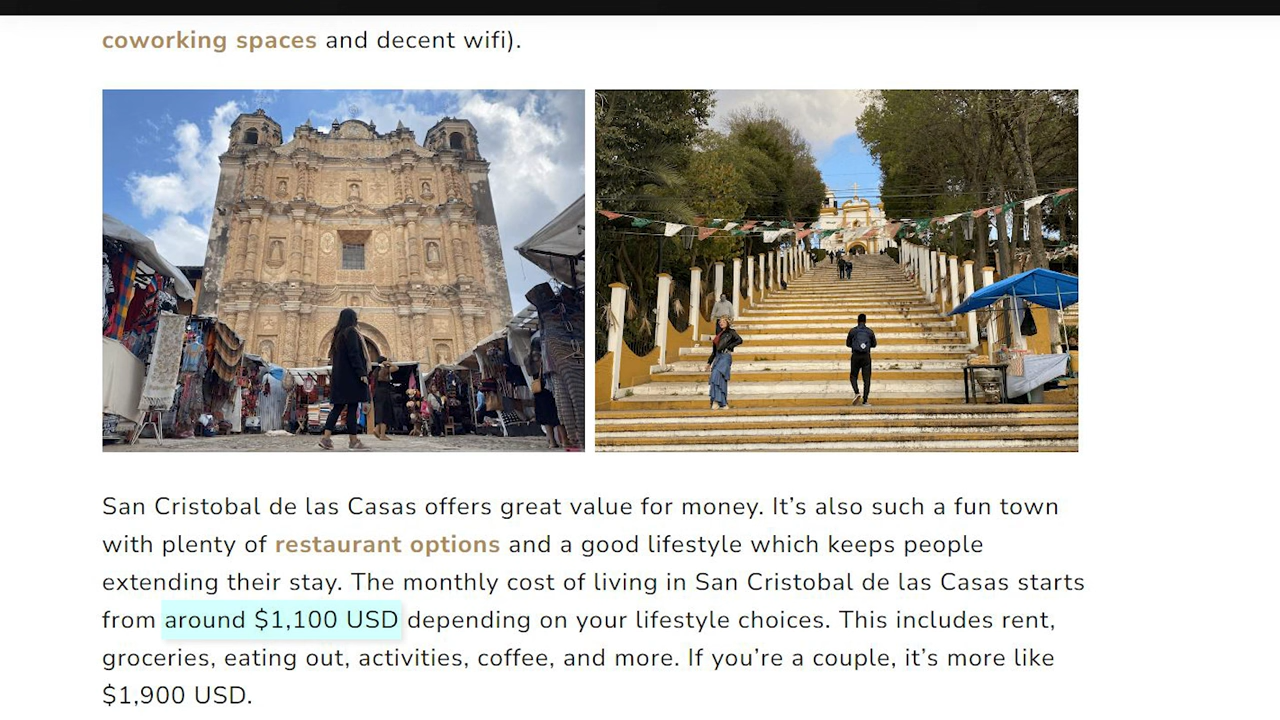 coworking spaces and decent wifi).
San Cristobal de las Casas offers great value for money. It’s also such a fun town
with plenty of restaurant options and a good lifestyle which keeps people
extending their stay. The monthly cost of living in San Cristobal de las Casas starts
from around $1,100 USD depending on your lifestyle choices. This includes rent,
groceries, eating out, activities, coffee, and more. If you’re a couple, it’s more like
$1,900 USD.